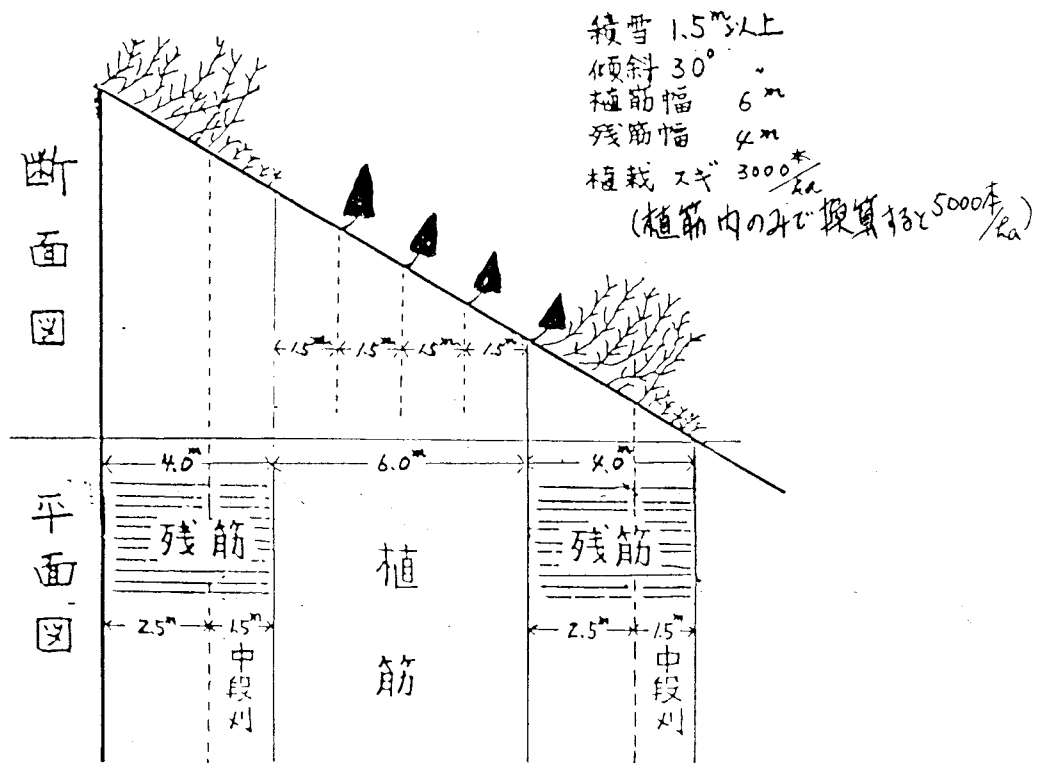 積雪 1.5m以上
傾斜 30° 〃
植筋幅 6m
残筋幅 4m
植栽 スギ 3000本/ha
(植筋内のみで換算すると5000本/ha)
断面図
1.5m 1.5m 1.5m 1.5m
4.0m 6.0m 4.0m
平面図
残筋 植筋 残筋
2.5m 1.5m 2.5m 1.5m
中段刈 中段刈